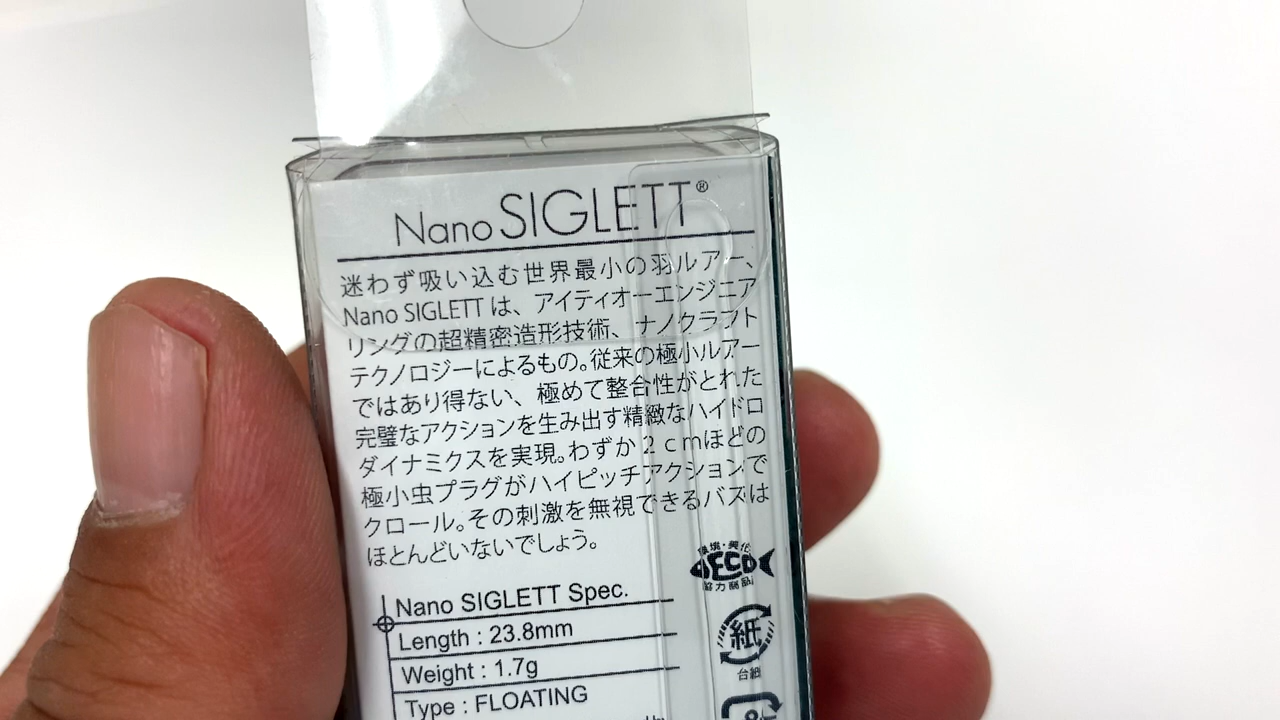 Nano SIGLETT®
迷わず吸い込む世界最小の羽ルアー、
Nano SIGLETT は、アイティオーエンジニア
リングの超精密造形技術、ナノクラフト
テクノロジーによるもの。従来の極小ルアー
ではあり得ない、極めて整合性がとれた
完璧なアクションを生み出す精緻なハイドロ
ダイナミクスを実現。わずか2cmほどの
極小虫プラグがハイピッチアクションで
クロール。その刺激を無視できるバスは
ほとんどいないでしょう。
環境・美化
ECO
協力商品
紙
台紙
Nano SIGLETT Spec.
Length : 23.8mm
Weight : 1.7g
Type : FLOATING